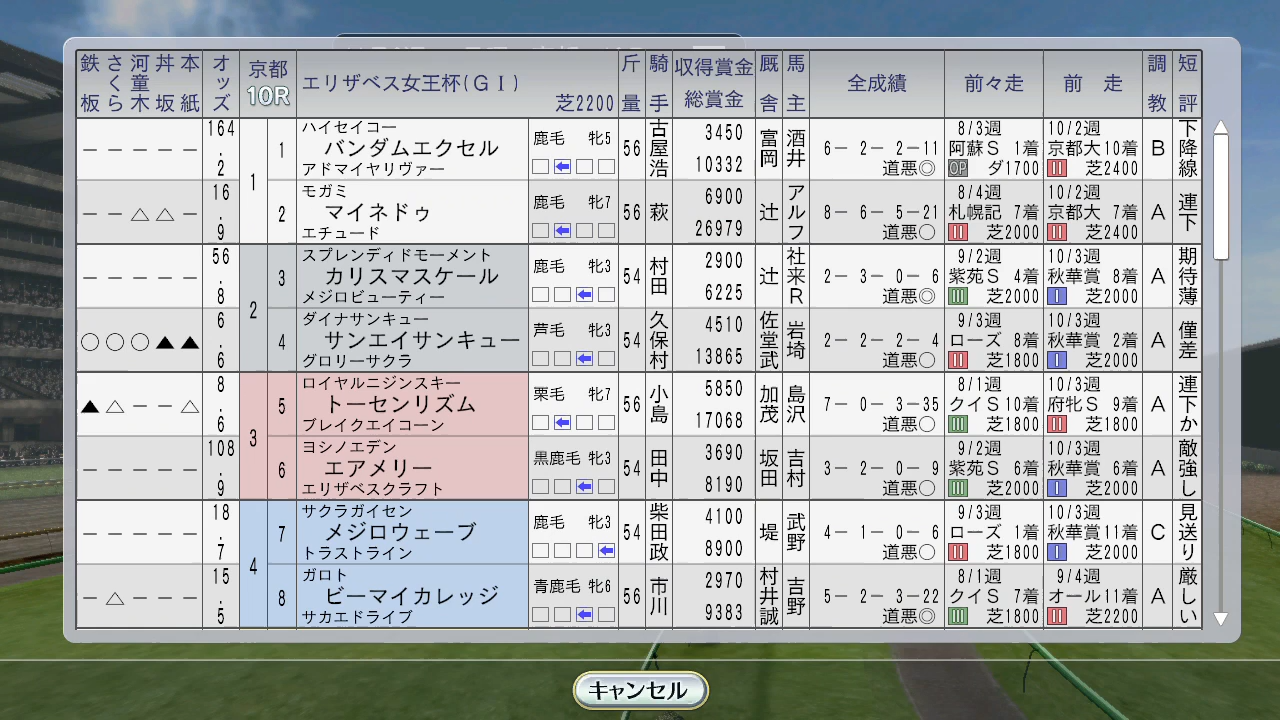 鉄板 さくら 河童木 丼坂 本紙 オッズ 京都10R エリザベス女王杯(GⅠ) 芝2200 斤量 騎手 収得賞金 総賞金 厩舎 馬主 全成績 前々走 前 走 調教 短評
－－－－－ 164.2 1 1 ハイセイコー 鹿毛 牝5 56 古屋浩 3450 富岡 酒井 6－ 2－ 2－11 8/3週 10/2週 B 下降線
バンダムエクセル 阿蘇S 1着 京都大10着
アドマイヤリヴァー 10332 道悪◎ OP ダ1700 Ⅱ 芝2400
－－△△－ 16.9 2 モガミ 鹿毛 牝7 56 萩 6900 辻 アルフ 8－ 6－ 5－21 8/4週 10/2週 A 連下
マイネドゥ 札幌記 7着 京都大 7着
エチュード 26979 道悪○ Ⅱ 芝2000 Ⅱ 芝2400
－－－－－ 56.8 2 3 スプレンディドモーメント 鹿毛 牝3 54 村田 2900 辻 社来R 2－ 3－ 0－ 6 9/2週 10/3週 A 期待薄
カリスマスケール 紫苑S 4着 秋華賞 8着
メジロビューティー 6225 道悪◎ Ⅲ 芝2000 Ⅰ 芝2000
○○○▲▲ 6.6 4 ダイナサンキュー 芦毛 牝3 54 久保村 4510 佐堂武 岩埼 2－ 2－ 2－ 4 9/3週 10/3週 A 僅差
サンエイサンキュー ローズ 8着 秋華賞 2着
グロリーサクラ 13865 道悪○ Ⅱ 芝1800 Ⅰ 芝2000
▲△－－△ 8.6 3 5 ロイヤルニジンスキー 栗毛 牝7 56 小島 5850 加茂 島沢 7－ 0－ 3－35 8/1週 10/3週 A 連下か
トーセンリズム クイS10着 府牝S 9着
ブレイクエイコーン 17068 道悪○ Ⅲ 芝1800 Ⅱ 芝1800
－－－－－ 108.9 6 ヨシノエデン 黒鹿毛 牝3 54 田中 3690 坂田 吉村 3－ 2－ 0－ 9 9/2週 10/3週 A 敵強し
エアメリー 紫苑S 6着 秋華賞 6着
エリザベスクラフト 8190 道悪○ Ⅲ 芝2000 Ⅰ 芝2000
－－－－－ 18.7 4 7 サクラガイセン 鹿毛 牝3 54 柴田政 4100 堤 武野 4－ 1－ 0－ 6 9/3週 10/3週 C 見送り
メジロウェーブ ローズ 1着 秋華賞11着
トラストライン 8900 道悪○ Ⅱ 芝1800 Ⅰ 芝2000
－△－－－ 15.5 8 ガロト 青鹿毛 牝6 56 市川 2970 村井誠 吉野 5－ 2－ 3－22 8/1週 9/4週 A 厳しい
ビーマイカレッジ クイS 7着 オール11着
サカエドライブ 9383 道悪◎ Ⅲ 芝1800 Ⅱ 芝2200
キャンセル